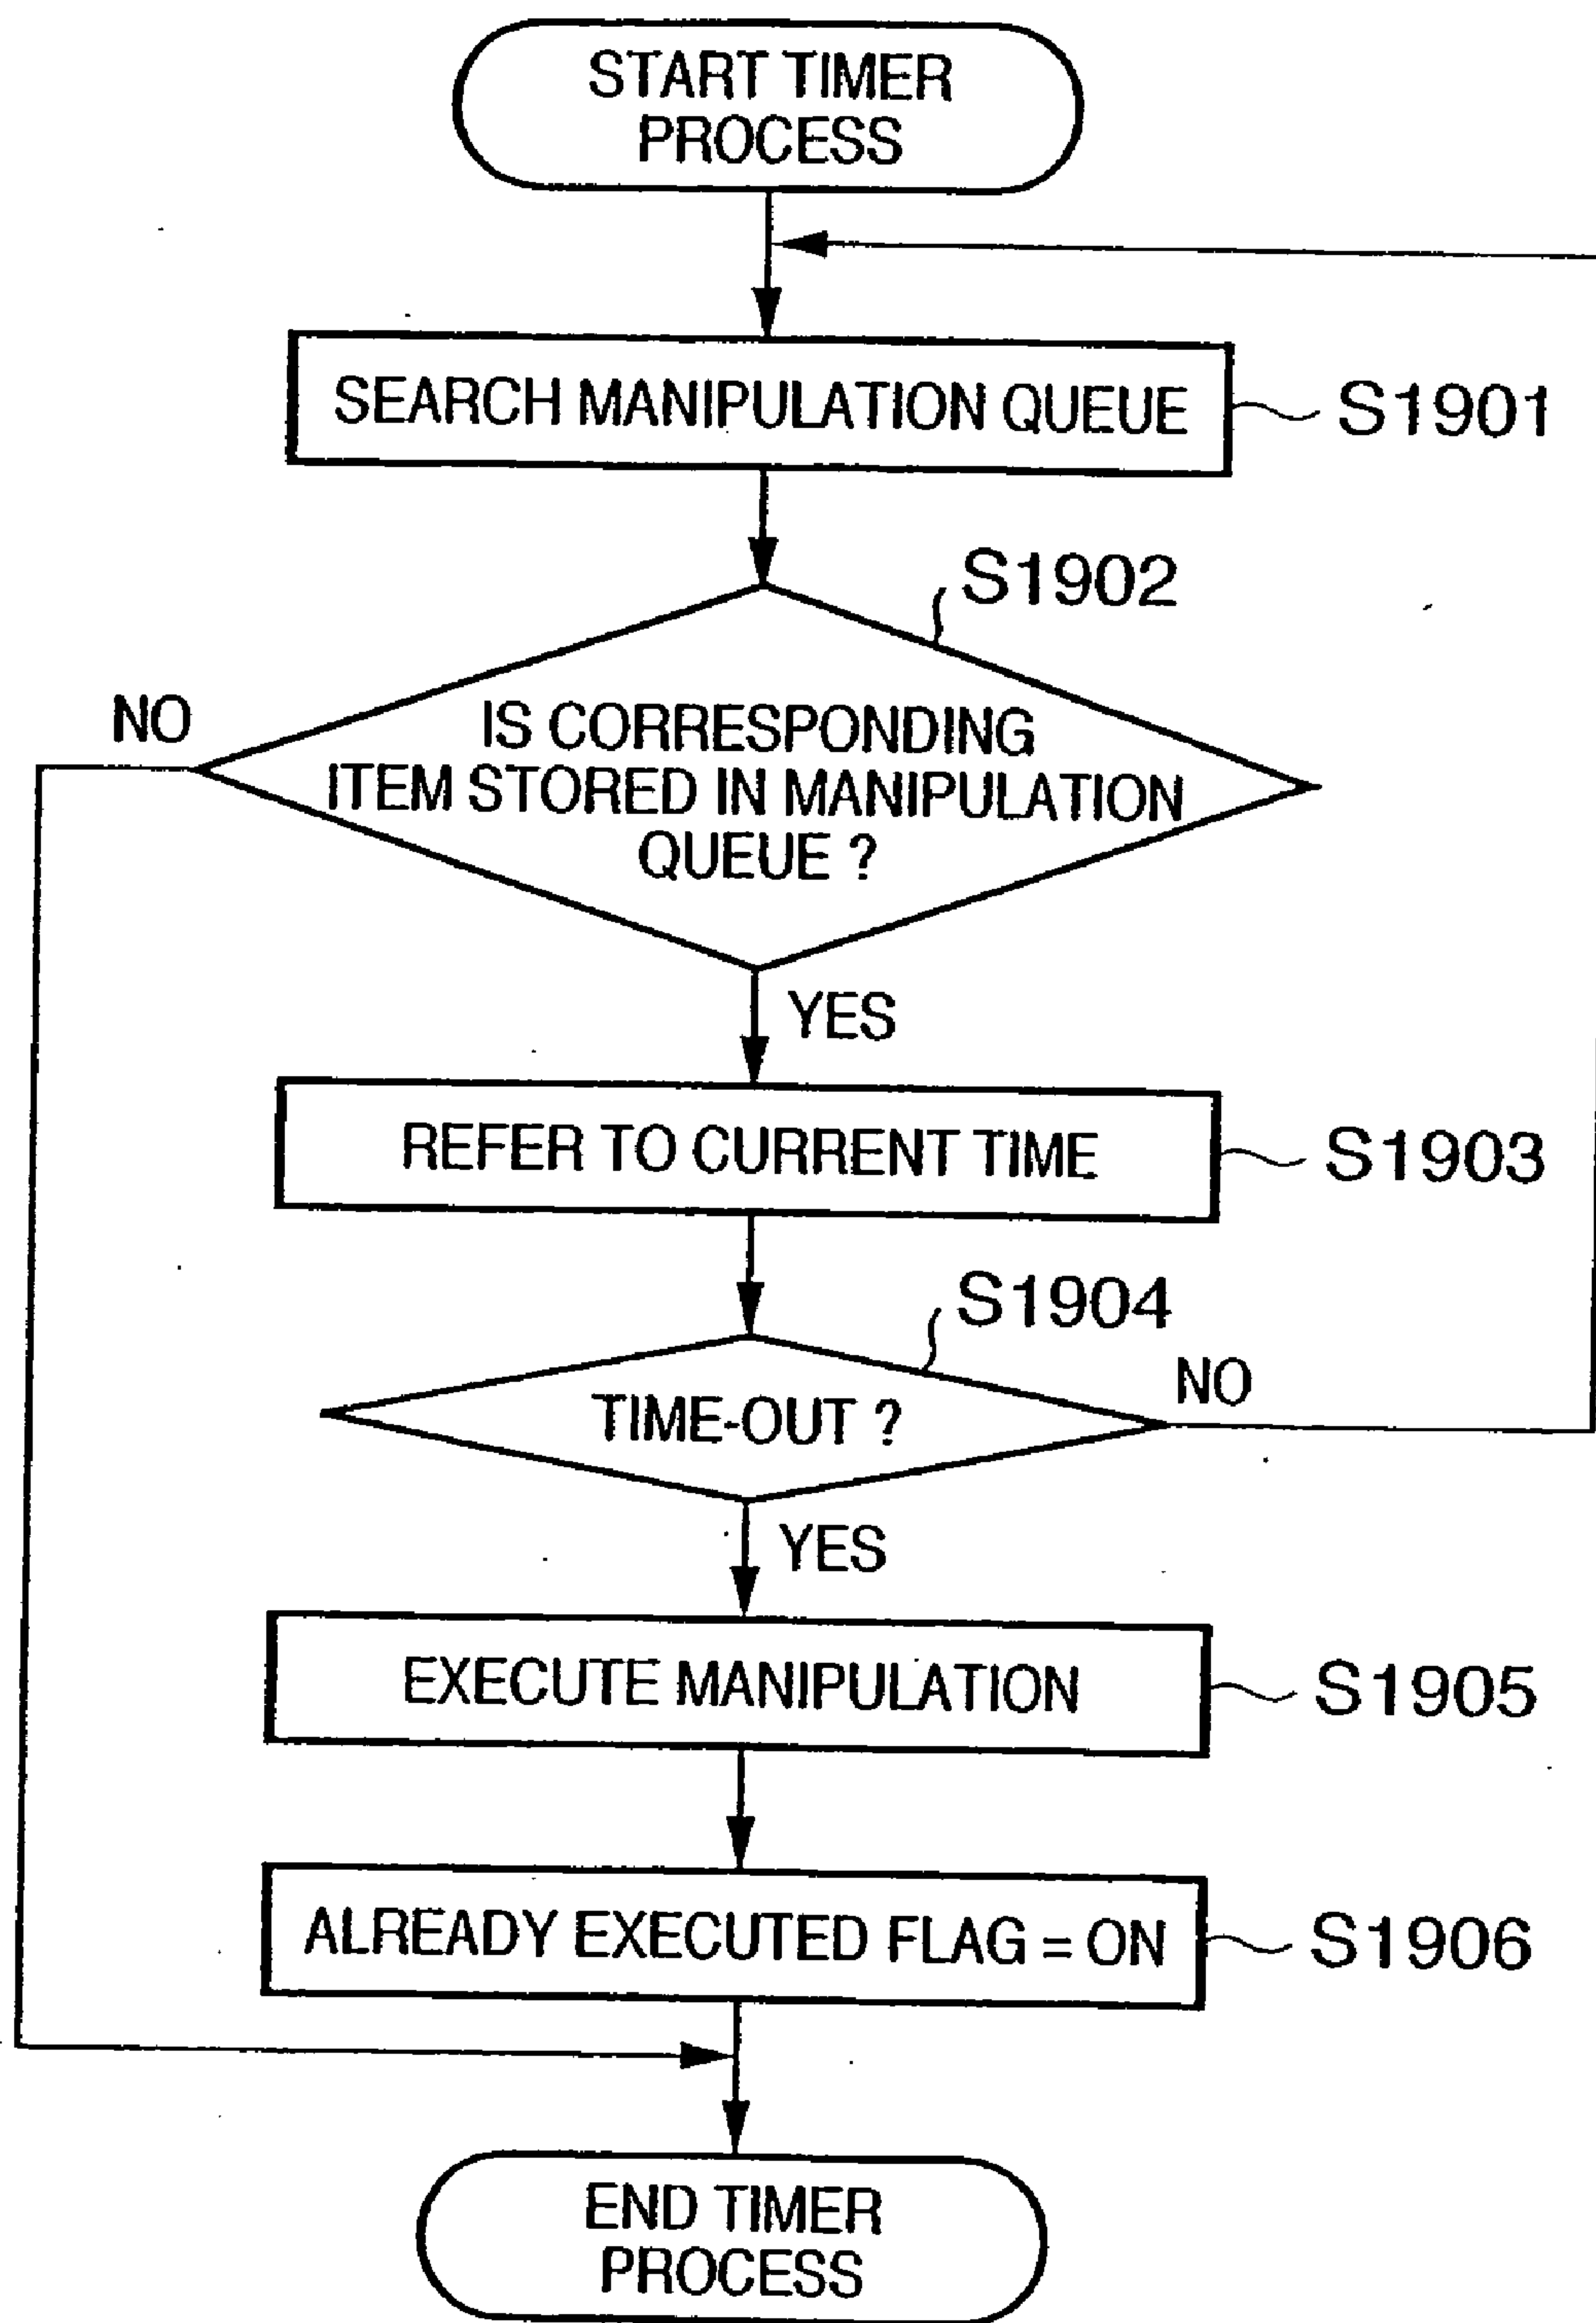 START TIMER
PROCESS
SEARCH MANIPULATION QUEUE
S1901
S1902
NO
IS CORRESPONDING
ITEM STORED IN MANIPULATION
QUEUE ?
YES
REFER TO CURRENT TIME
S1903
S1904
NO
TIME-OUT ?
YES
EXECUTE MANIPULATION
S1905
ALREADY EXECUTED FLAG = ON
S1906
END TIMER
PROCESS